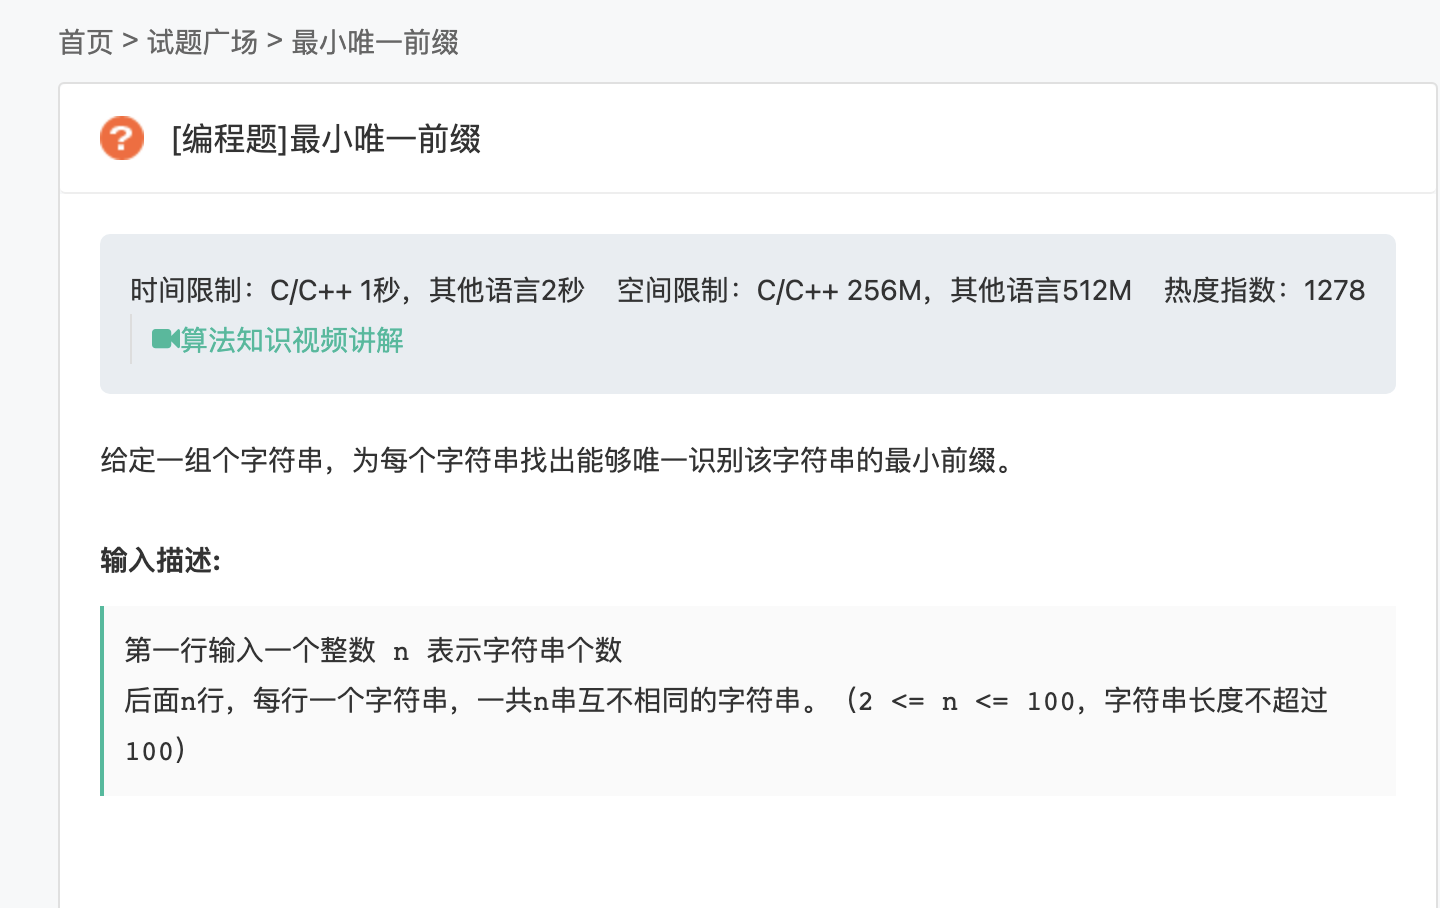 首页 > 试题广场 > 最小唯一前缀
[编程题]最小唯一前缀
时间限制：C/C++ 1秒，其他语言2秒 空间限制：C/C++ 256M，其他语言512M 热度指数：1278
算法知识视频讲解
给定一组个字符串，为每个字符串找出能够唯一识别该字符串的最小前缀。
输入描述:
第一行输入一个整数 n 表示字符串个数
后面n行，每行一个字符串，一共n串互不相同的字符串。（2 <= n <= 100，字符串长度不超过
100）